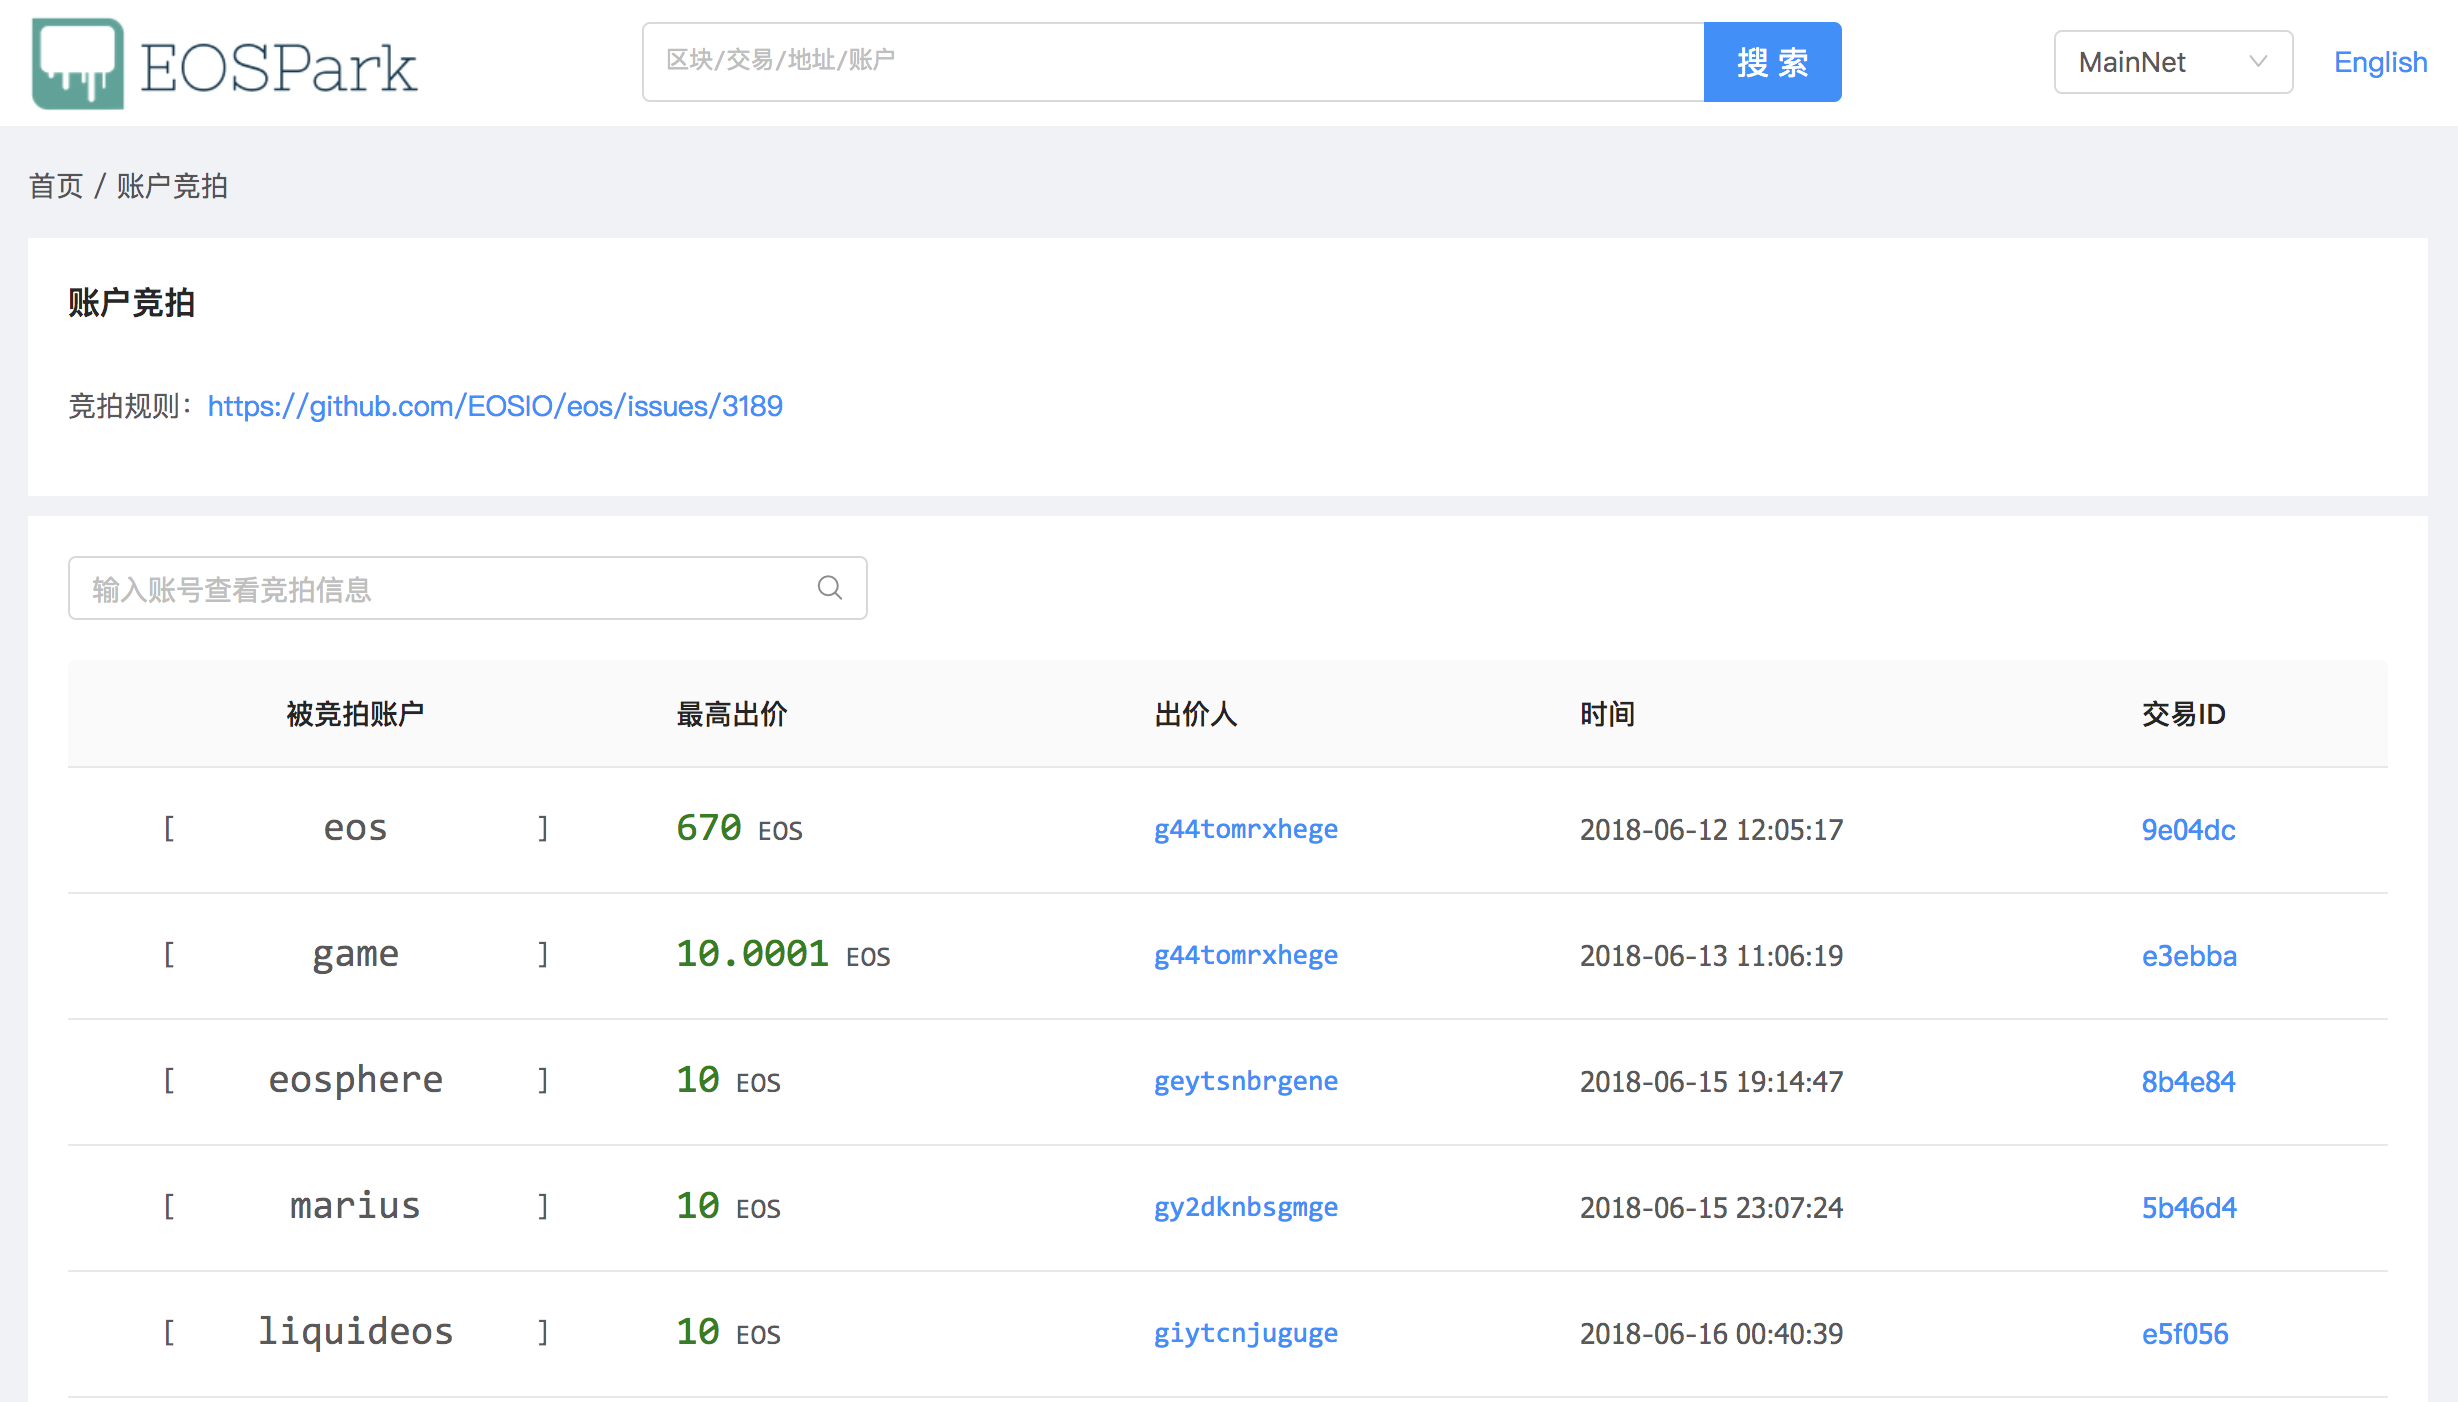 EOSPark
区块/交易/地址/账户
搜 索
MainNet
English
首页 / 账户竞拍
账户竞拍
竞拍规则：https://github.com/EOSIO/eos/issues/3189
输入账号查看竞拍信息
被竞拍账户 最高出价 出价人 时间 交易ID
[ eos ] 670 EOS g44tomrxhege 2018-06-12 12:05:17 9e04dc
[ game ] 10.0001 EOS g44tomrxhege 2018-06-13 11:06:19 e3ebba
[ eosphere ] 10 EOS geytsnbrgene 2018-06-15 19:14:47 8b4e84
[ marius ] 10 EOS gy2dknbsgmge 2018-06-15 23:07:24 5b46d4
[ liquideos ] 10 EOS giytcnjuguge 2018-06-16 00:40:39 e5f056